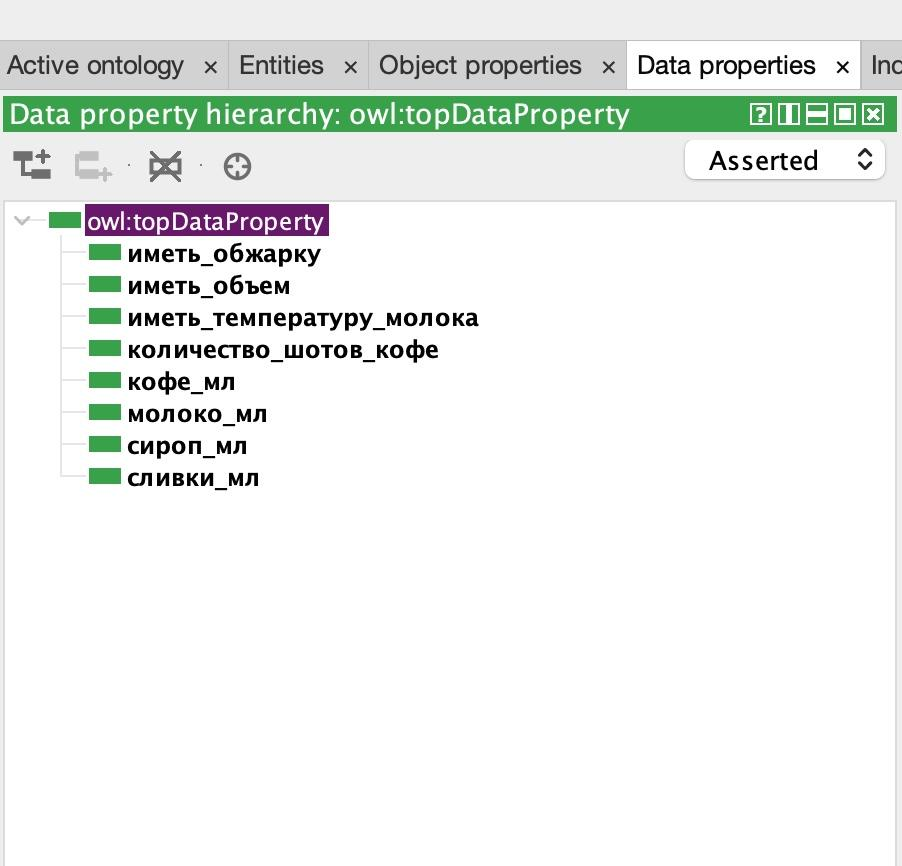 Active ontology × Entities × Object properties × Data properties ×
Data property hierarchy: owl:topDataProperty
Asserted
owl:topDataProperty
иметь_обжарку
иметь_объем
иметь_температуру_молока
количество_шотов_кофе
кофе_мл
молоко_мл
сироп_мл
сливки_мл